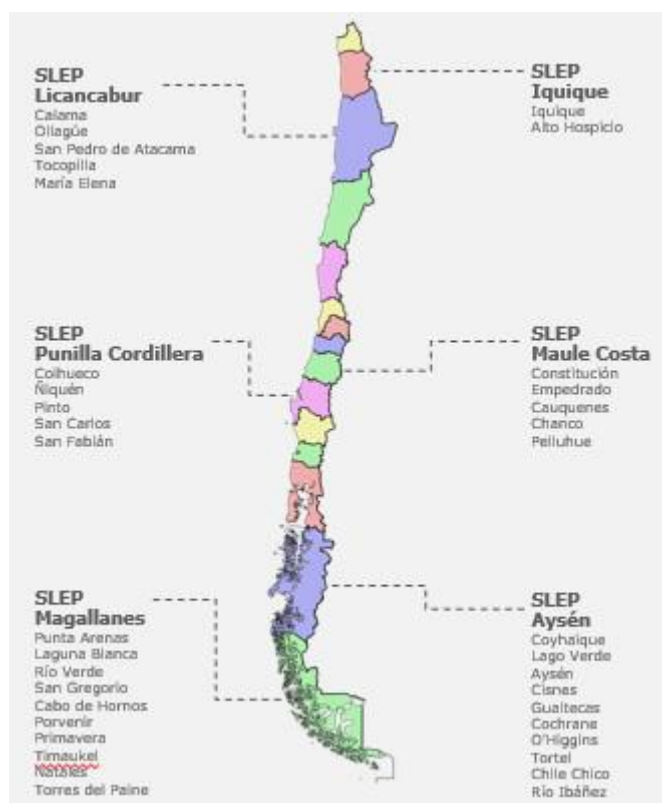 SLEP
Licancabur
Calama
Ollagüe
San Pedro de Atacama
Tocopilla
María Elena
SLEP
Iquique
Iquique
Alto Hospicio
SLEP
Punilla Cordillera
Coihueco
Ñiquén
Pinto
San Carlos
San Fabián
SLEP
Maule Costa
Constitución
Empedrado
Cauquenes
Chanco
Pelluhue
SLEP
Magallanes
Punta Arenas
Laguna Blanca
Río Verde
San Gregorio
Cabo de Hornos
Porvenir
Primavera
Timaukel
Natales
Torres del Paine
SLEP
Aysén
Coyhaique
Lago Verde
Aysén
Cisnes
Guaitecas
Cochrane
O'Higgins
Tortel
Chile Chico
Río Ibáñez